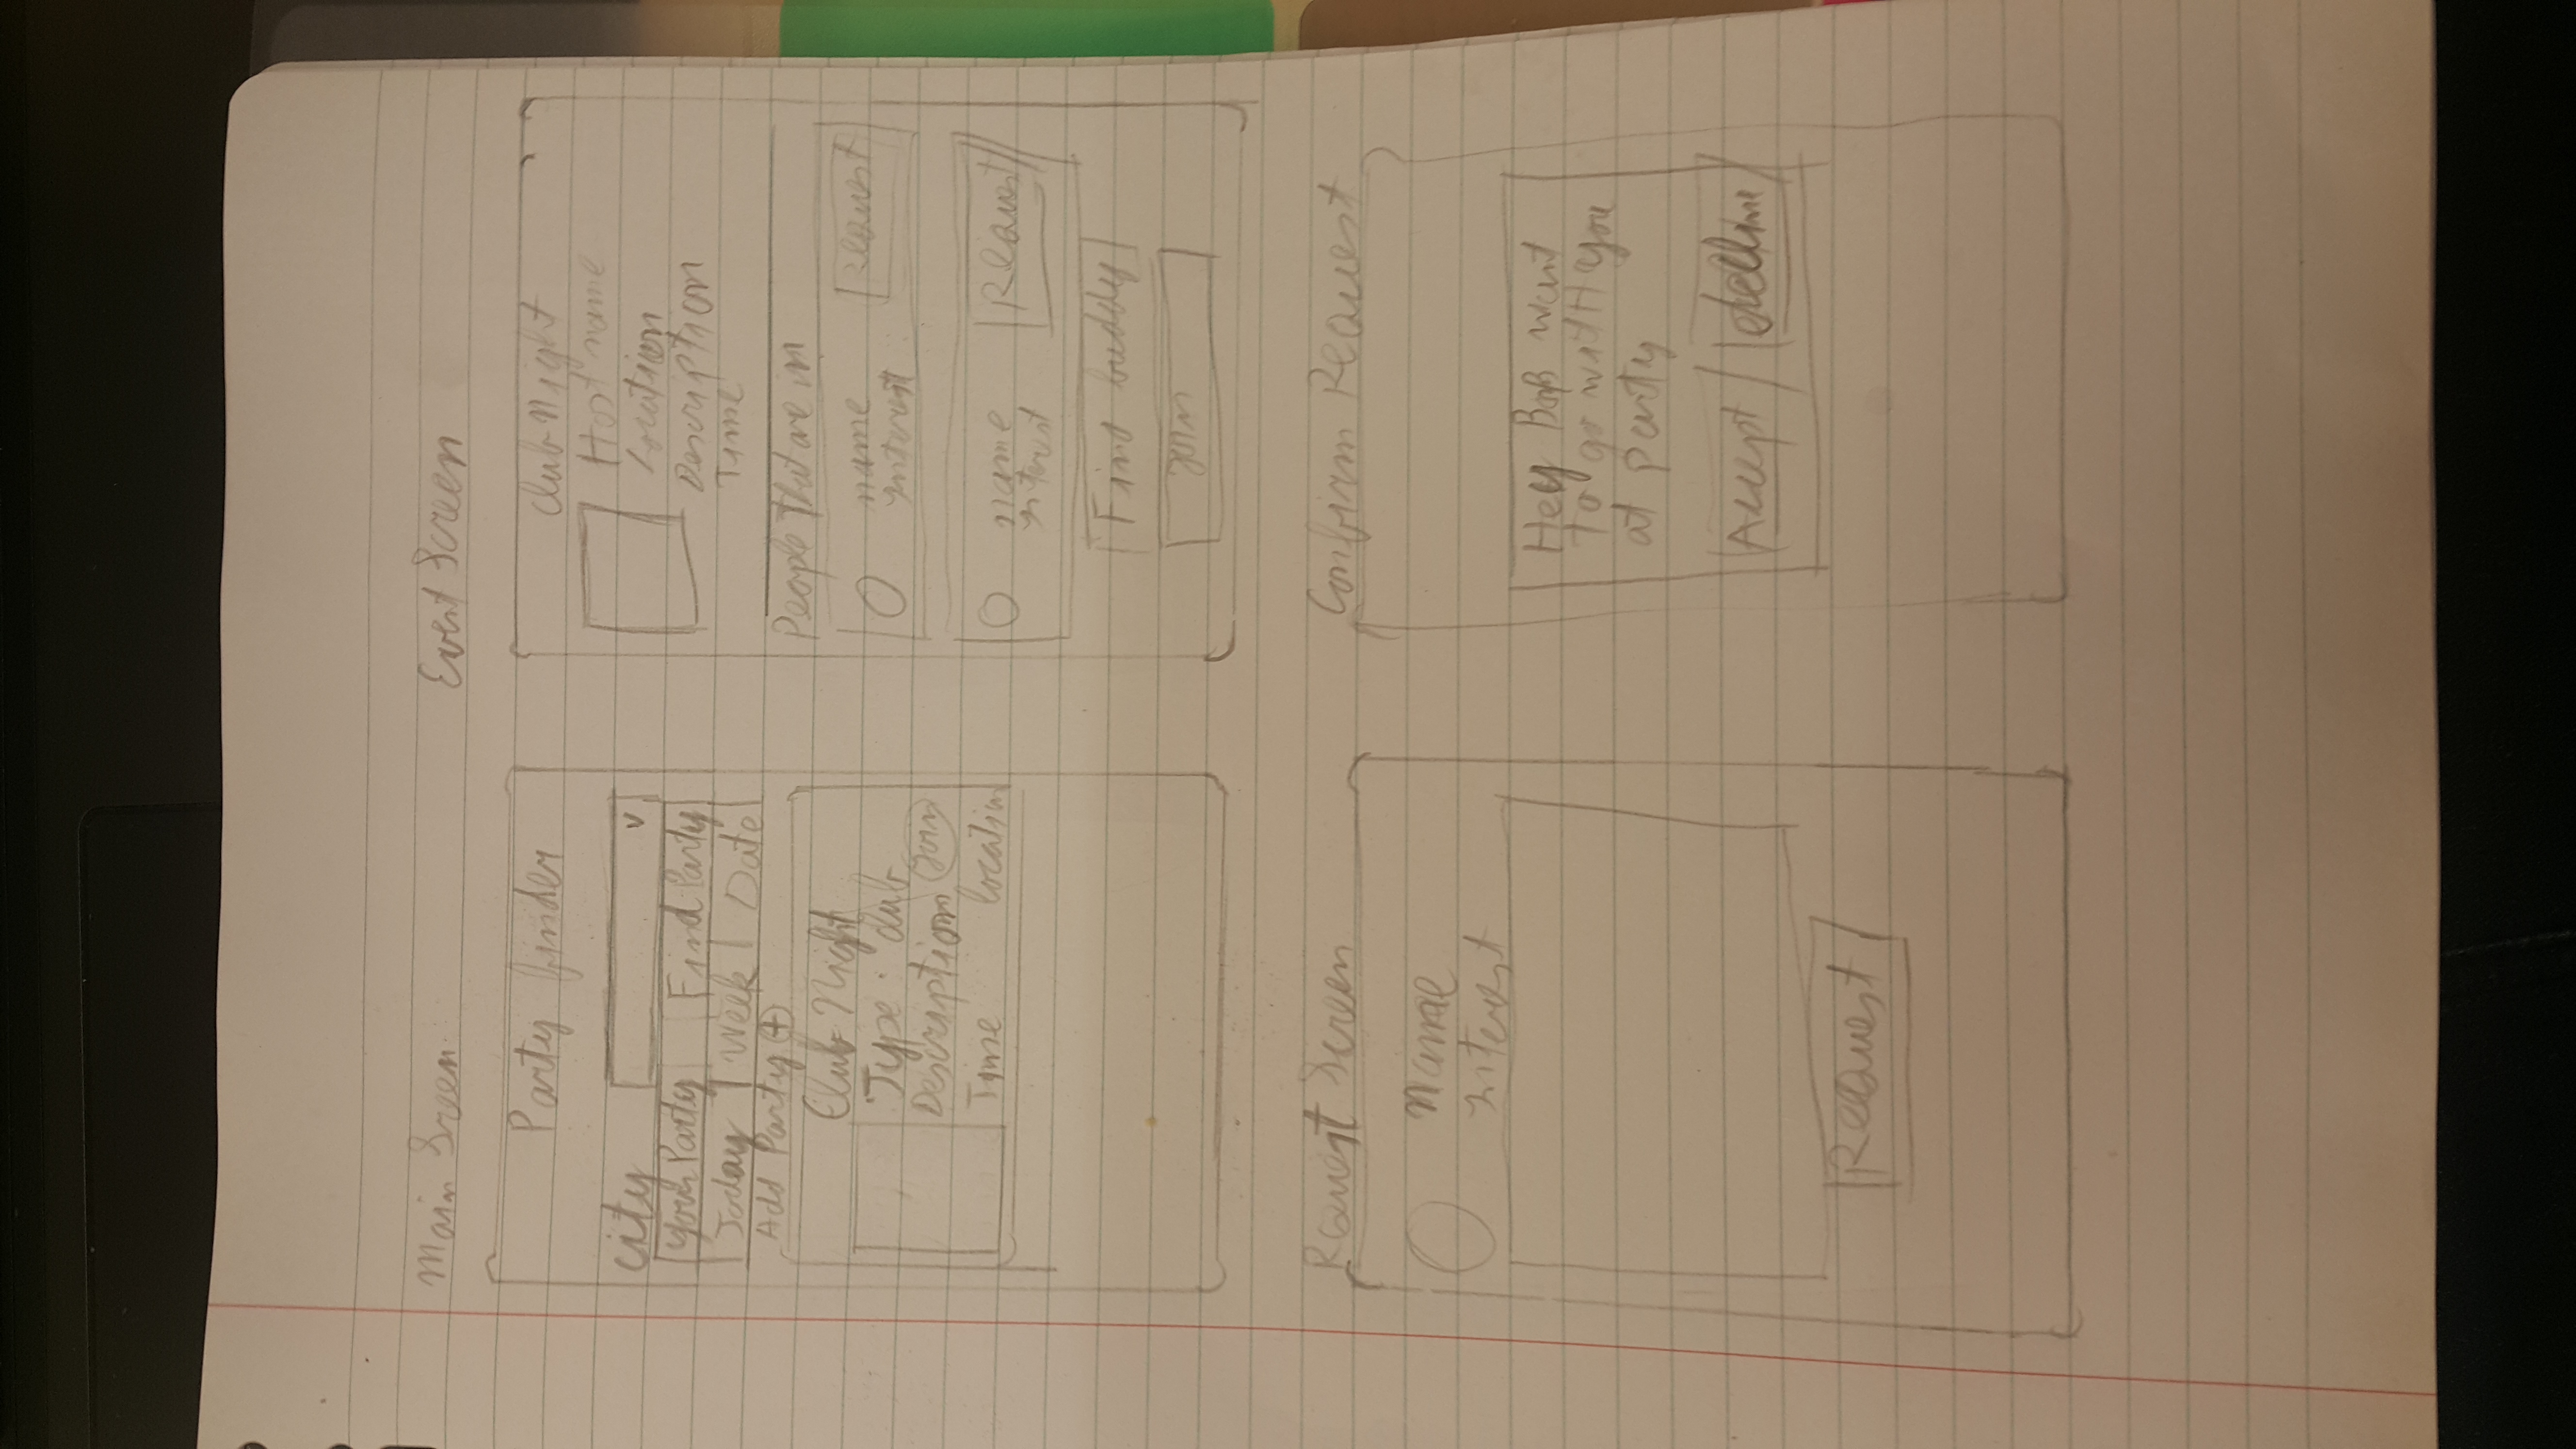 Main Sreen
Party finder
City
v
Your Party Find Party
Today Week Date
Add Party +
Club Night
Type: club
Description Join
Time location
Event Screen
Club Night
Host name
Location
Description
Time
People that are in
name Request
Interest
name Request
Interest
Find buddy
Join
Request Screen
Name
Interest
Request
Confirm Request
Hey Bob want
to go with you
at party
Accept decline